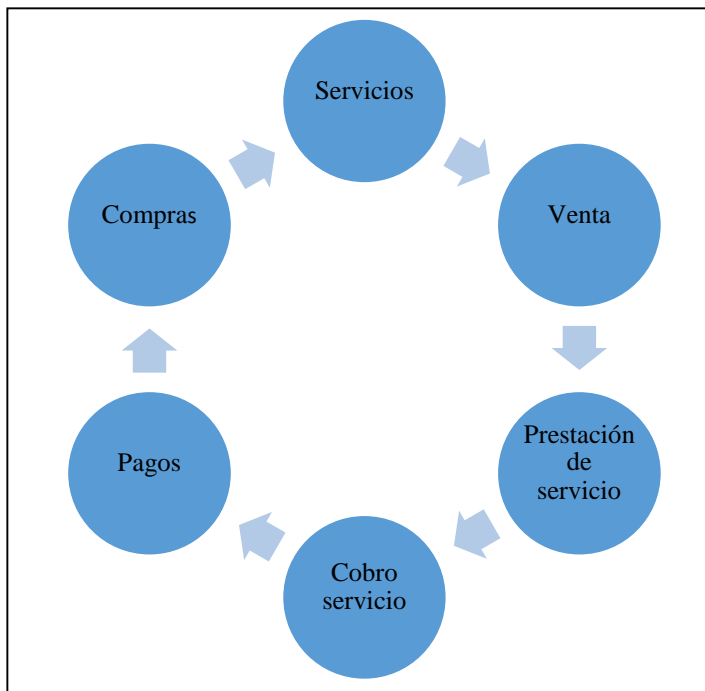 Servicios
Venta
Prestación
de
servicio
Cobro
servicio
Pagos
Compras